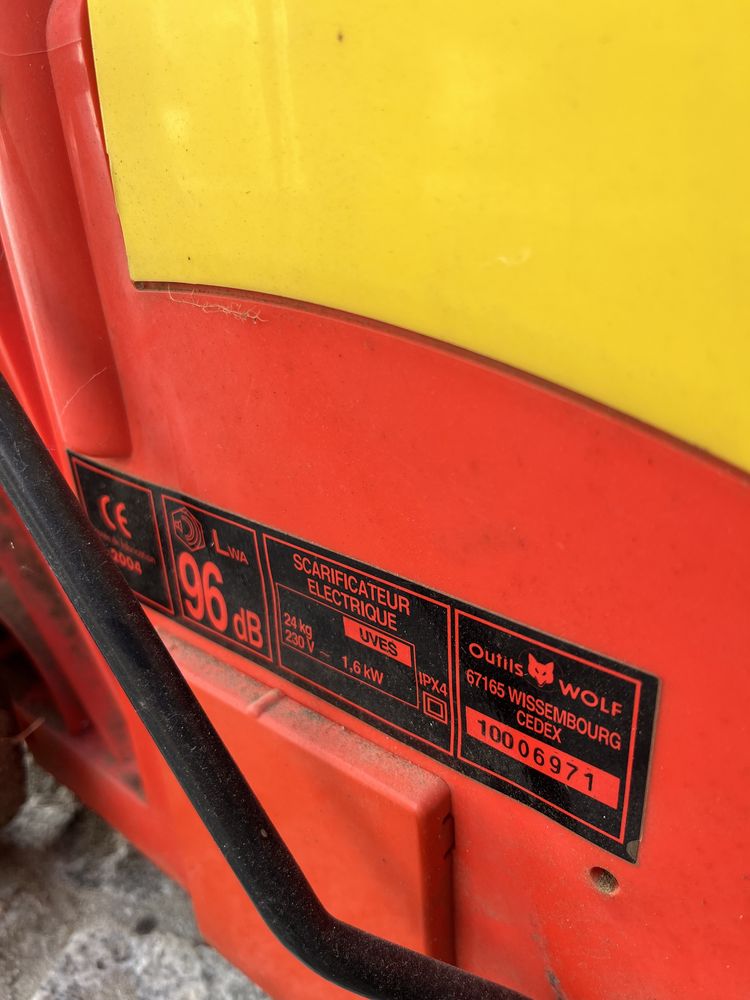 CE
2004
LWA
96 dB
SCARIFICATEUR
ELECTRIQUE
UVES
24 kg
230 V ~ 1,6 kW
IPX4
Outils WOLF
67165 WISSEMBOURG
CEDEX
10006971